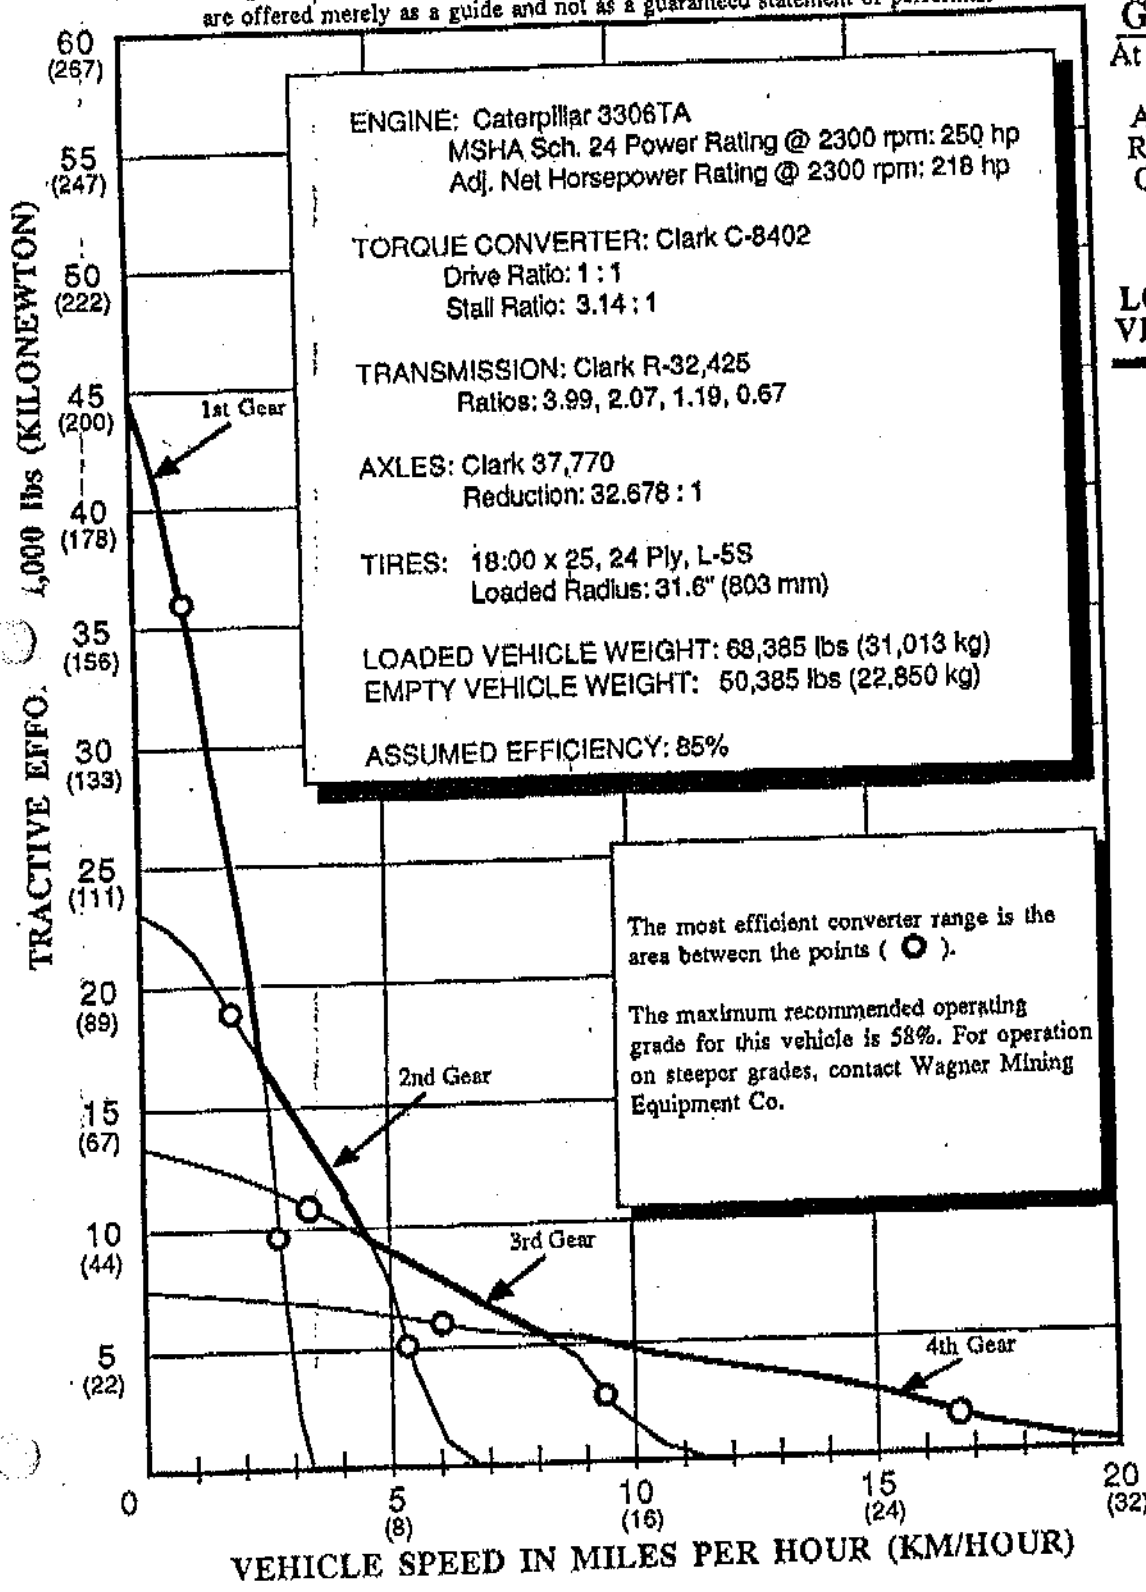 are offered merely as a guide and not as a guaranteed statement of
60
(267)
55
(247)
50
(222)
45
(200)
40
(178)
35
(156)
30
(133)
25
(111)
20
(89)
15
(67)
10
(44)
5
(22)
TRACTIVE 1,000 lbs (KILONEWTON)
ENGINE: Caterpillar 3306TA
MSHA Sch. 24 Power Rating @ 2300 rpm: 250 hp
Adj. Net Horsepower Rating @ 2300 rpm: 218 hp
TORQUE CONVERTER: Clark C-8402
Drive Ratio: 1 : 1
Stall Ratio: 3.14 : 1
TRANSMISSION: Clark R-32,425
Ratios: 3.99, 2.07, 1.19, 0.67
AXLES: Clark 37,770
Reduction: 32.678 : 1
TIRES: 18:00 x 25, 24 Ply, L-5S
Loaded Radius: 31.6" (803 mm)
LOADED VEHICLE WEIGHT: 68,385 lbs (31,013 kg)
EMPTY VEHICLE WEIGHT: 50,385 lbs (22,850 kg)
ASSUMED EFFICIENCY: 85%
1st Gear
The most efficient converter range is the
area between the points ( O ).
The maximum recommended operating
grade for this vehicle is 58%. For operation
on steeper grades, contact Wagner Mining
Equipment Co.
2nd Gear
3rd Gear
4th Gear
0
5
(8)
10
(16)
15
(24)
20
(32)
VEHICLE SPEED IN MILES PER HOUR (KM/HOUR)
At